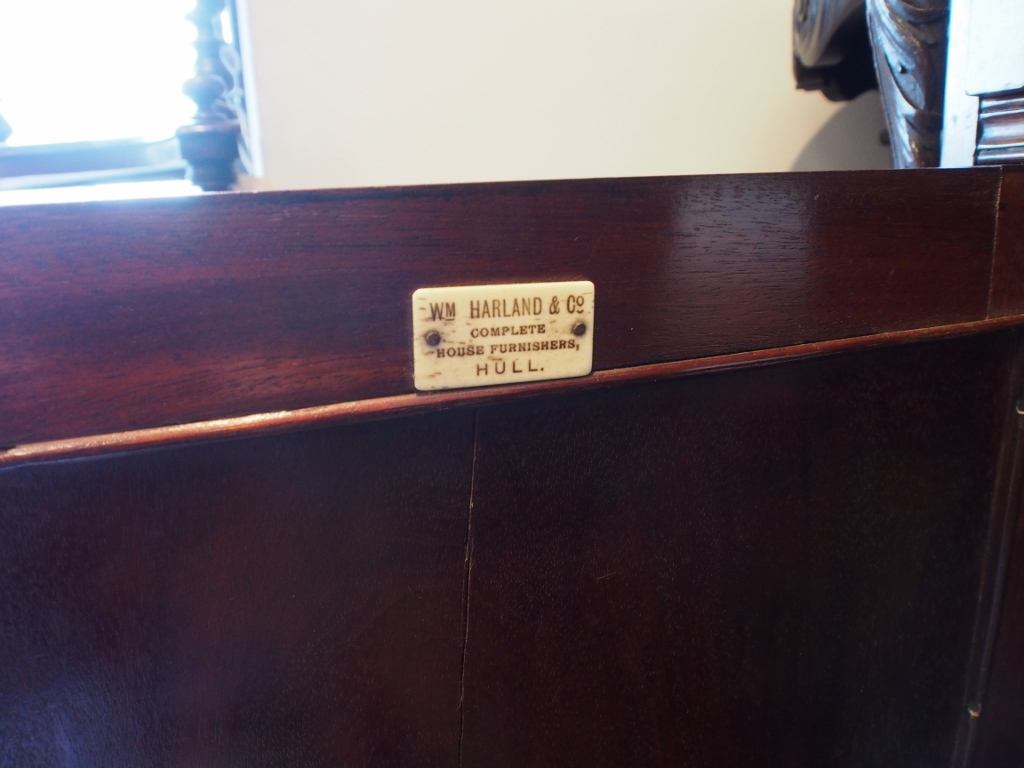 WM HARLAND & CO
COMPLETE
HOUSE FURNISHERS,
HULL.